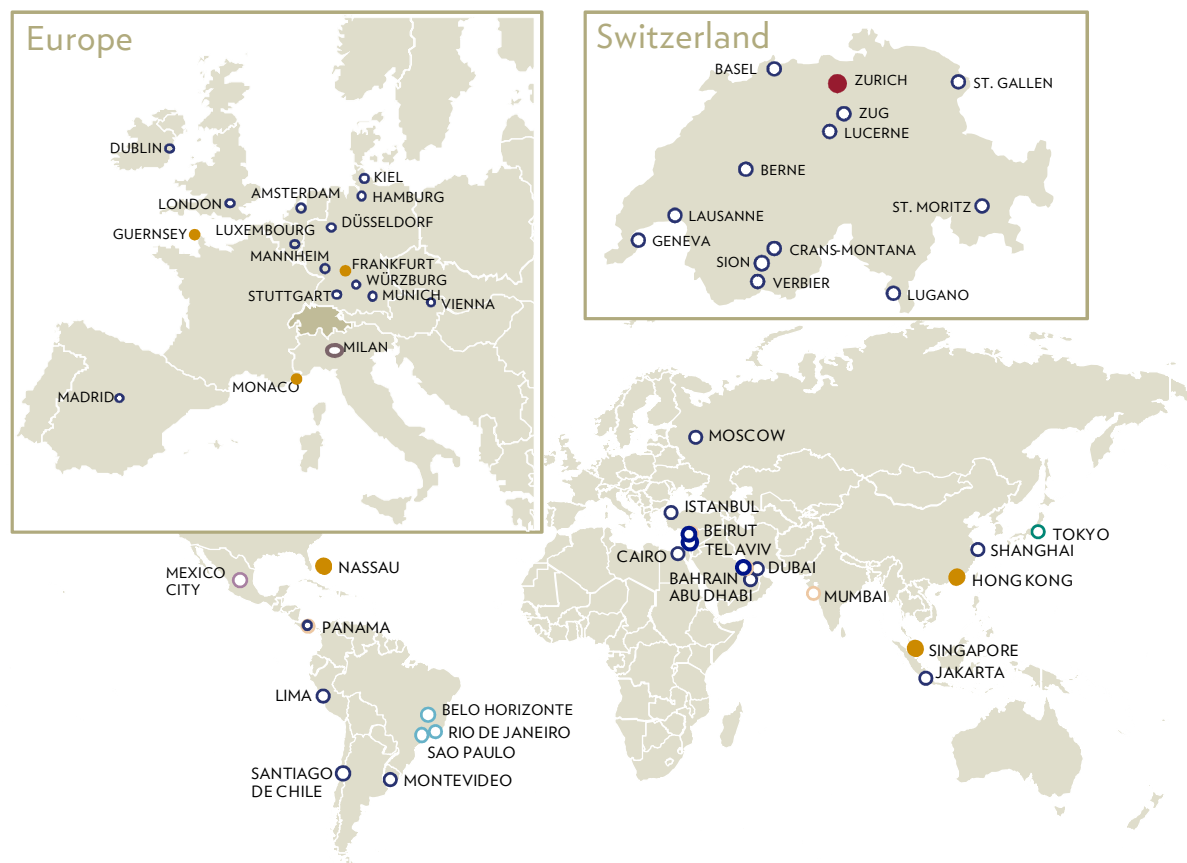 Europe
DUBLIN
KIEL
AMSTERDAM
HAMBURG
LONDON
DÜSSELDORF
GUERNSEY
LUXEMBOURG
MANNHEIM
FRANKFURT
WÜRZBURG
STUTTGART
MUNICH
VIENNA
MILAN
MONACO
MADRID
Switzerland
BASEL
ZURICH
ST. GALLEN
ZUG
LUCERNE
BERNE
ST. MORITZ
LAUSANNE
GENEVA
CRANS-MONTANA
SION
VERBIER
LUGANO
MOSCOW
ISTANBUL
BEIRUT
TEL AVIV
CAIRO
DUBAI
BAHRAIN
ABU DHABI
MUMBAI
TOKYO
SHANGHAI
HONG KONG
SINGAPORE
JAKARTA
NASSAU
MEXICO
CITY
PANAMA
LIMA
BELO HORIZONTE
RIO DE JANEIRO
SAO PAULO
SANTIAGO
DE CHILE
MONTEVIDEO